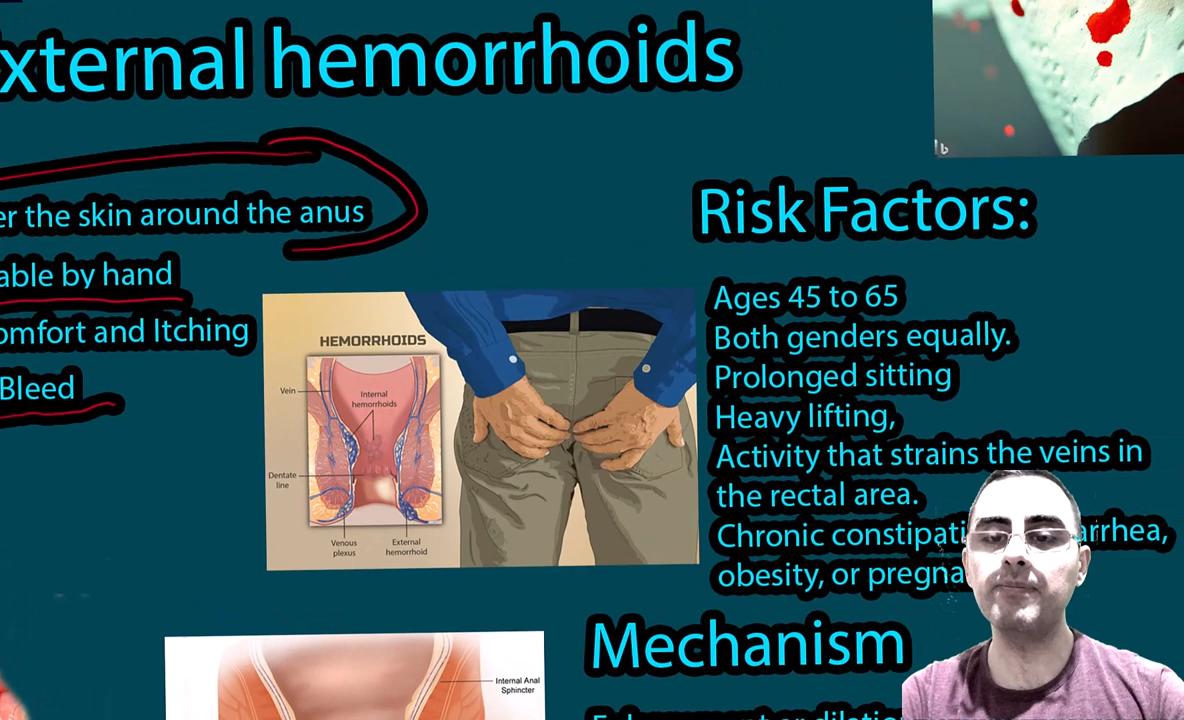 xternal hemorrhoids
er the skin around the anus
able by hand
omfort and Itching
Bleed
HEMORRHOIDS
Vein
Internal
hemorrhoids
Dentate
line
Venous
plexus
External
hemorrhoid
Risk Factors:
Ages 45 to 65
Both genders equally.
Prolonged sitting
Heavy lifting,
Activity that strains the veins in
the rectal area.
Chronic constipati arrhea,
obesity, or pregna
Mechanism
Internal Anal
Sphincter
b